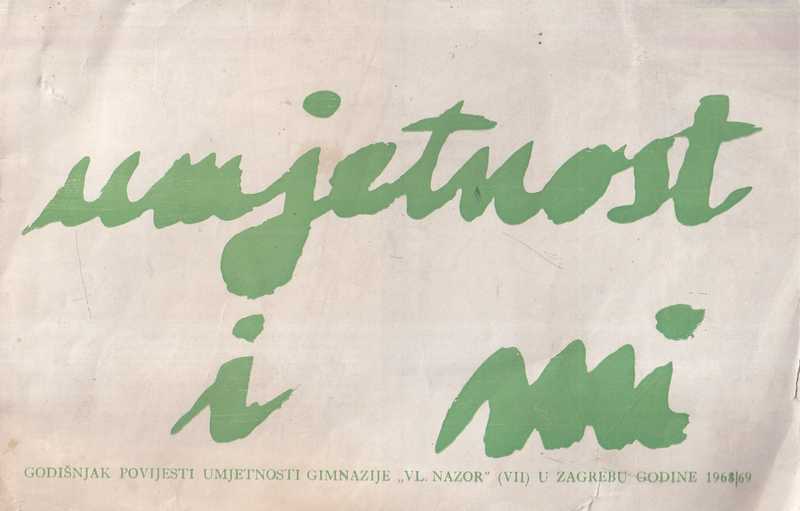 umjetnost
i mi
GODIŠNJAK POVIJESTI UMJETNOSTI GIMNAZIJE „VL. NAZOR" (VII) U ZAGREBU GODINE 1968|69